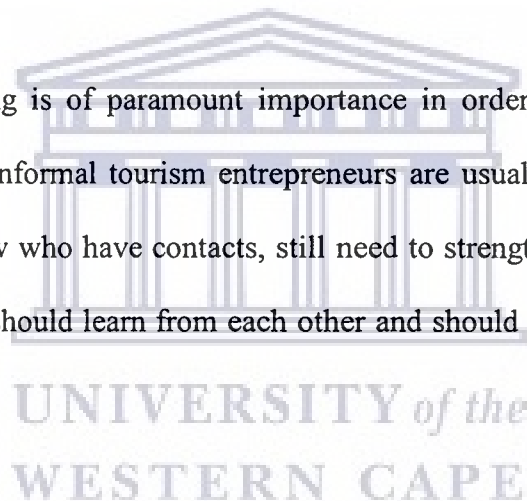 g is of paramount importance in order
nformal tourism entrepreneurs are usual
w who have contacts, still need to strengt
hould learn from each other and should
UNIVERSITY of the
WESTERN CAPE